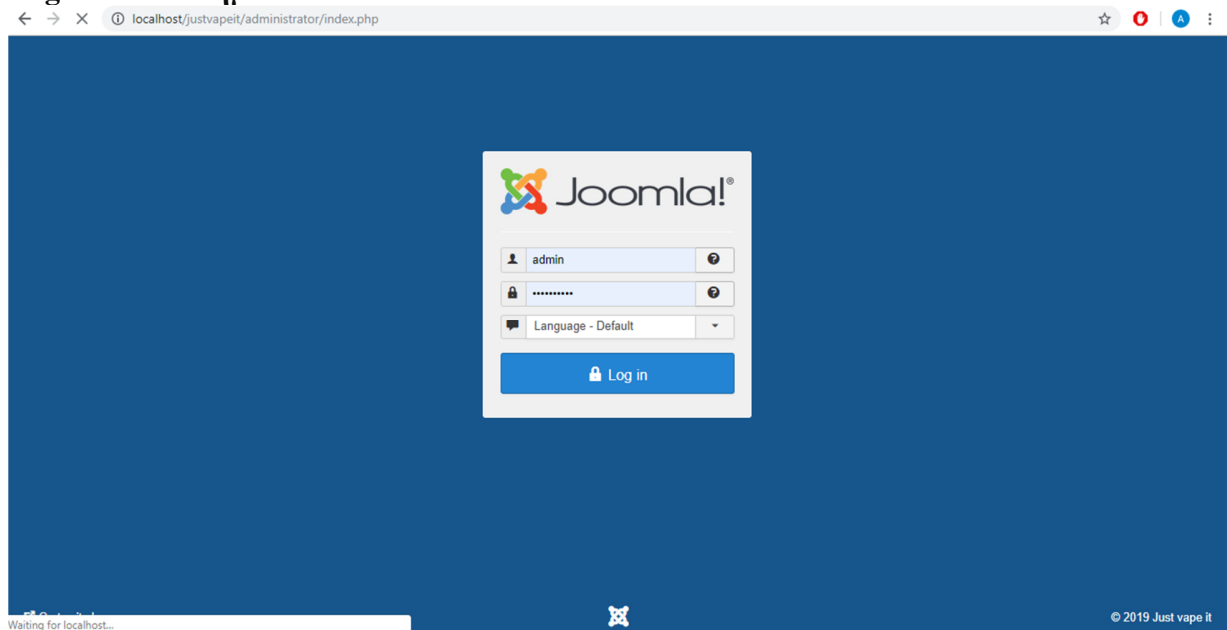 localhost/justvapeit/administrator/index.php
A
Joomla!®
admin
Language - Default
Log in
© 2019 Just vape it
Waiting for localhost...